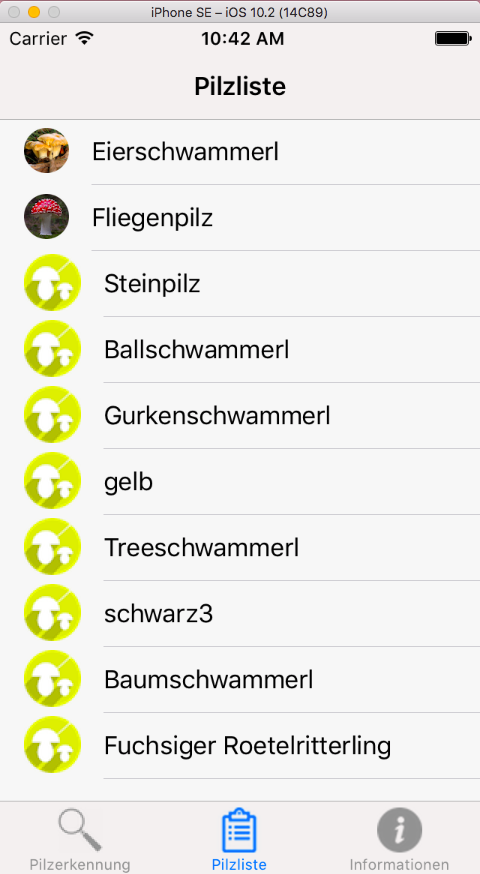 iPhone SE – iOS 10.2 (14C89)
Carrier 10:42 AM
Pilzliste
Eierschwammerl
Fliegenpilz
Steinpilz
Ballschwammerl
Gurkenschwammerl
gelb
Treeschwammerl
schwarz3
Baumschwammerl
Fuchsiger Roetelritterling
Pilzerkennung Pilzliste Informationen